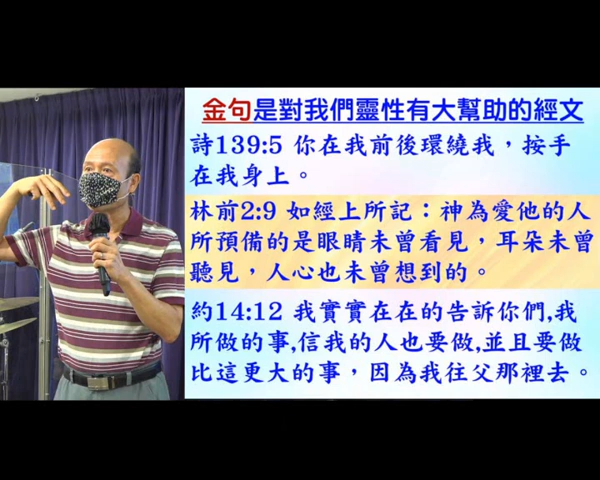 金句是對我們靈性有大幫助的經文
詩139:5 你在我前後環繞我，按手
在我身上。
林前2:9 如經上所記：神為愛他的人
所預備的是眼睛未曾看見，耳朵未曾
聽見，人心也未曾想到的。
約14:12 我實實在在的告訴你們,我
所做的事,信我的人也要做,並且要做
比這更大的事，因為我往父那裡去。